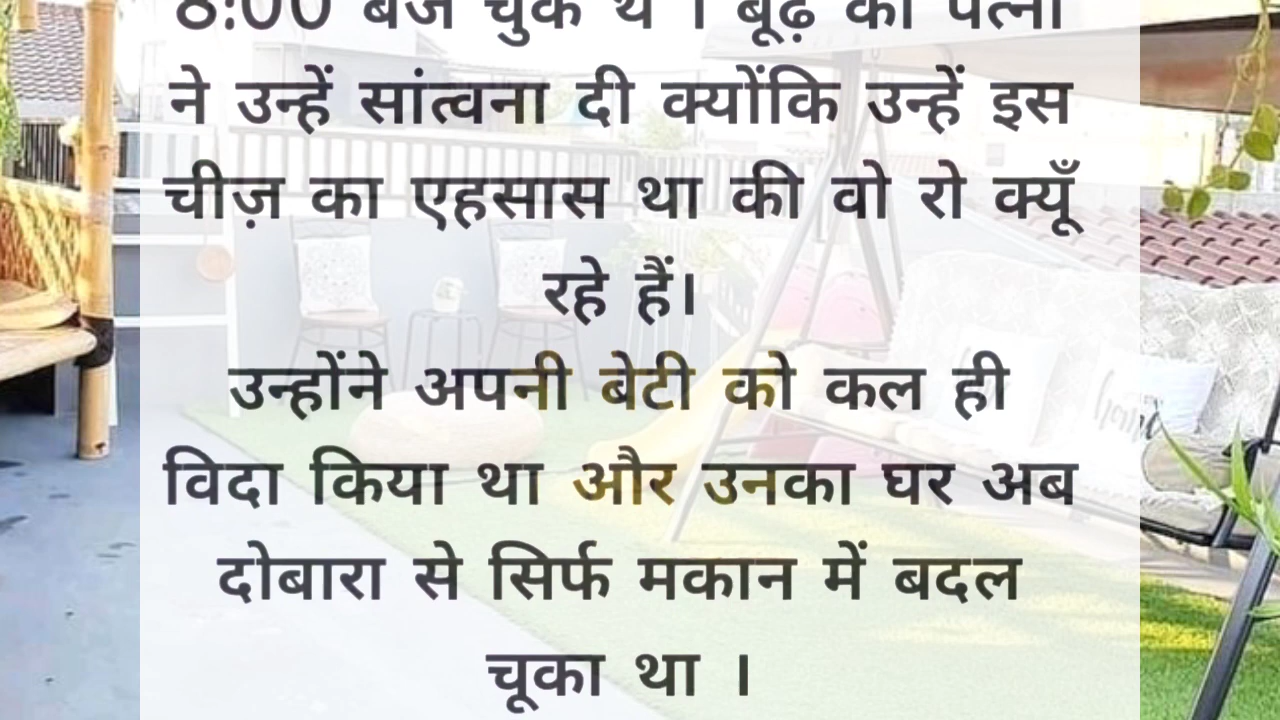 8:00 बज चुके थे । बूढ़े की पत्नी
ने उन्हें सांत्वना दी क्योंकि उन्हें इस
चीज़ का एहसास था की वो रो क्यूँ
रहे हैं।
उन्होंने अपनी बेटी को कल ही
विदा किया था और उनका घर अब
दोबारा से सिर्फ मकान में बदल
चूका था ।